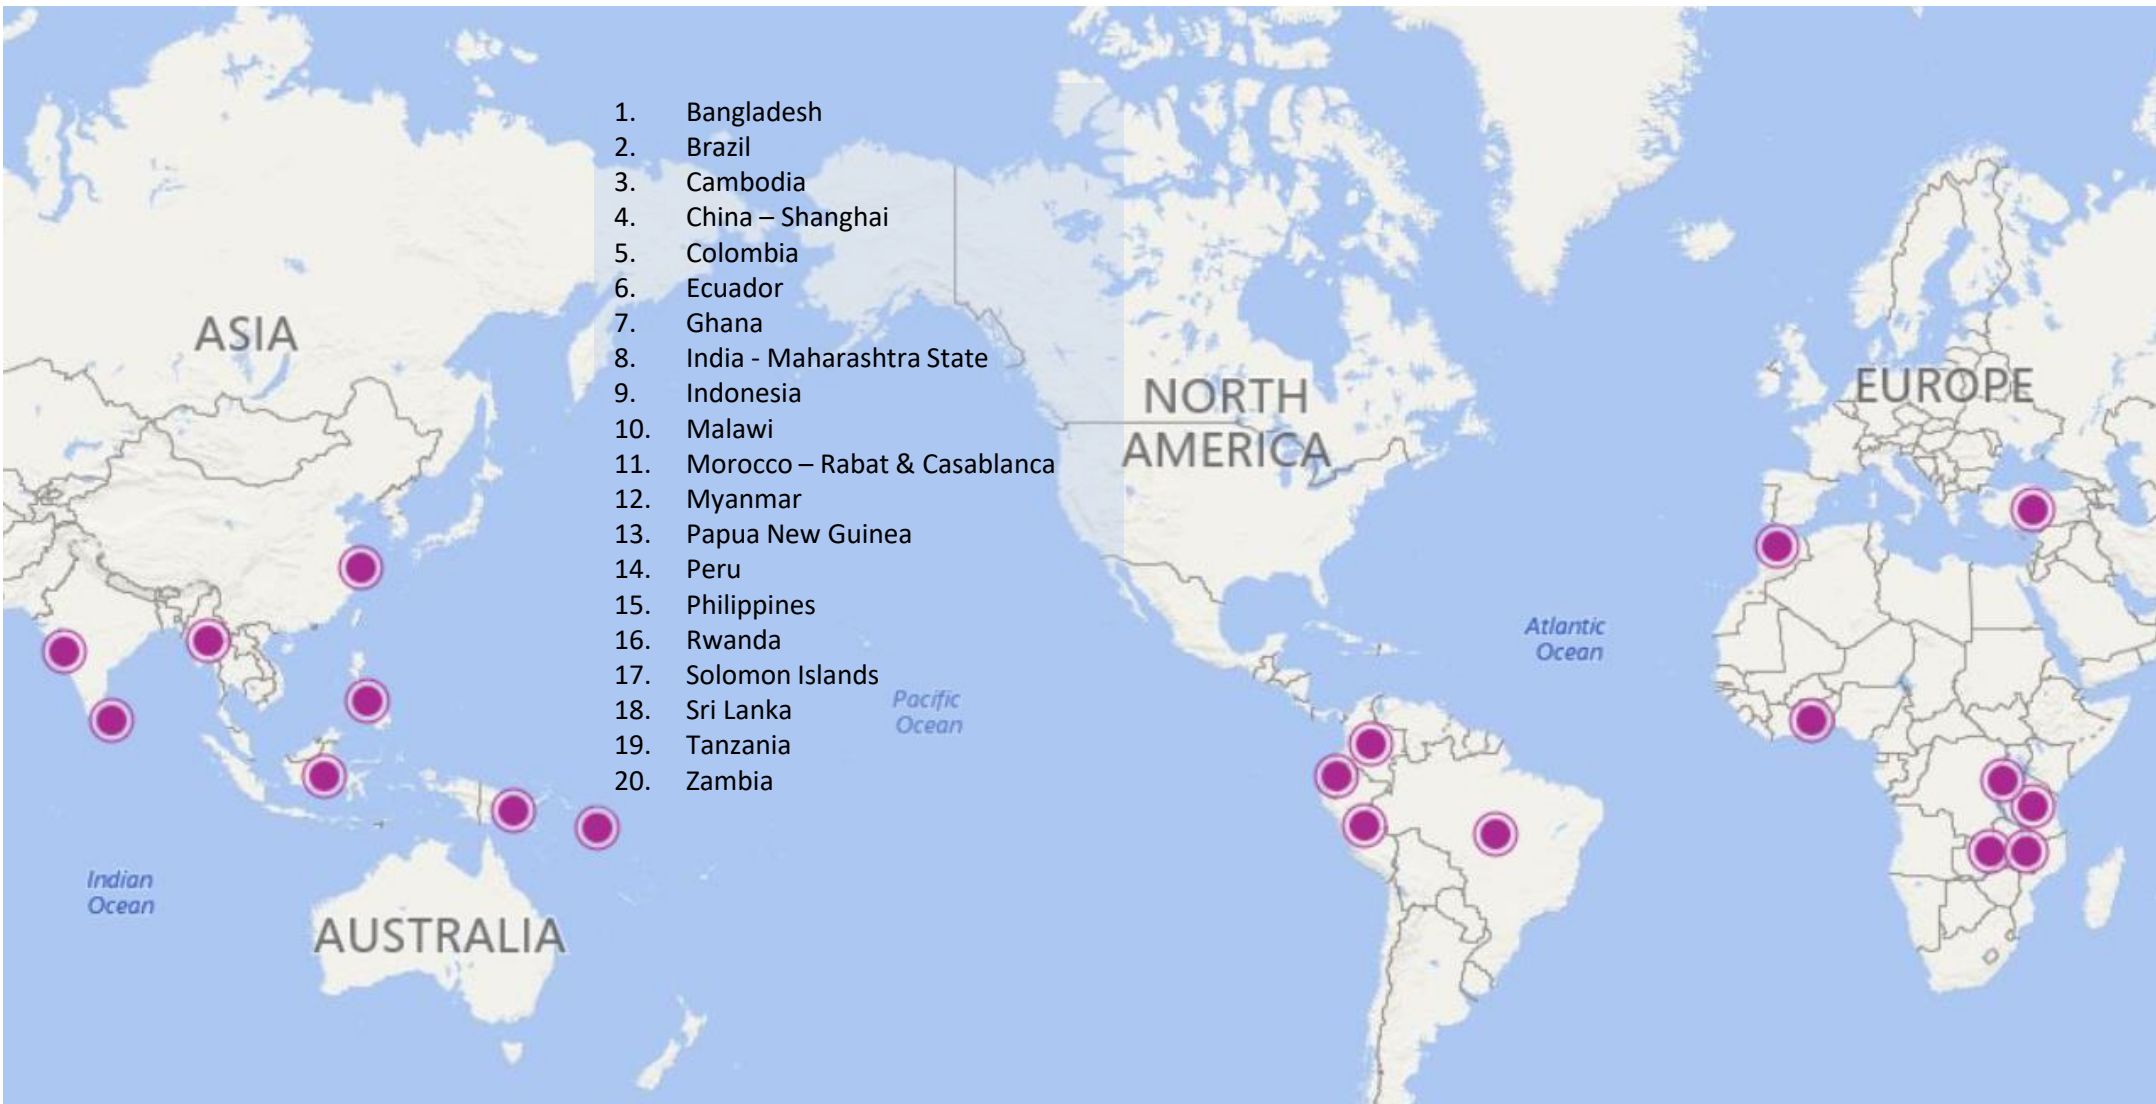 1. Bangladesh
2. Brazil
3. Cambodia
4. China – Shanghai
5. Colombia
6. Ecuador
7. Ghana
8. India - Maharashtra State
9. Indonesia
10. Malawi
11. Morocco – Rabat & Casablanca
12. Myanmar
13. Papua New Guinea
14. Peru
15. Philippines
16. Rwanda
17. Solomon Islands
18. Sri Lanka
19. Tanzania
20. Zambia
ASIA
NORTH
AMERICA
EUROPE
Atlantic
Ocean
Pacific
Ocean
Indian
Ocean
AUSTRALIA